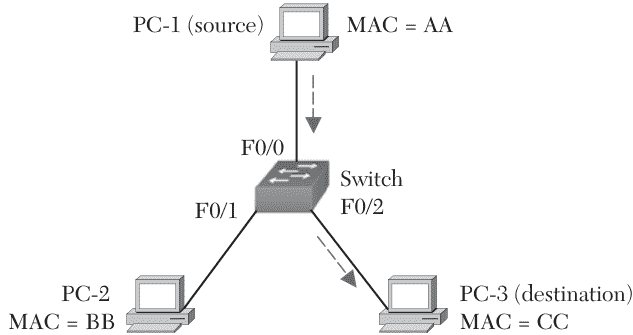 PC-1 (source)
MAC = AA
F0/0
Switch
F0/1
F0/2
PC-2
MAC = BB
PC-3 (destination)
MAC = CC